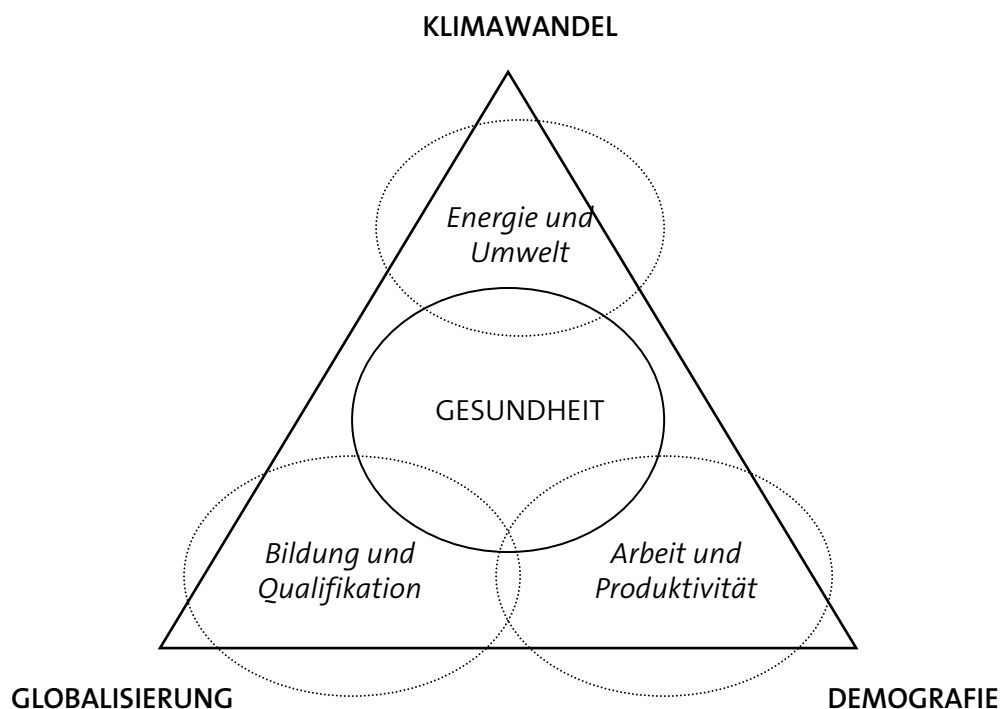 KLIMAWANDEL
Energie und
Umwelt
GESUNDHEIT
Bildung und
Qualifikation
Arbeit und
Produktivität
GLOBALISIERUNG
DEMOGRAFIE